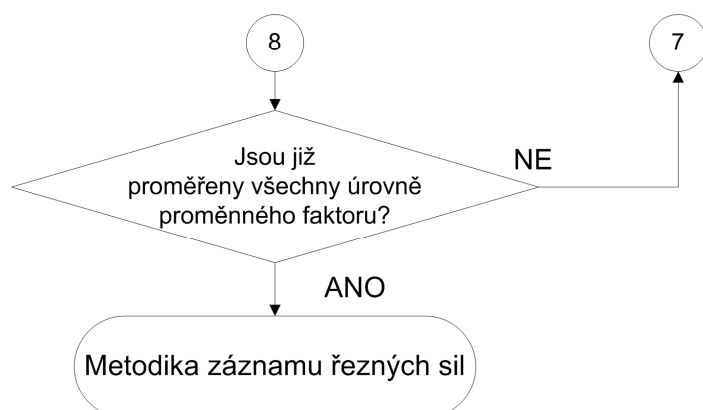 8
7
Jsou již
proměřeny všechny úrovně
proměnného faktoru?
NE
ANO
Metodika záznamu řezných sil